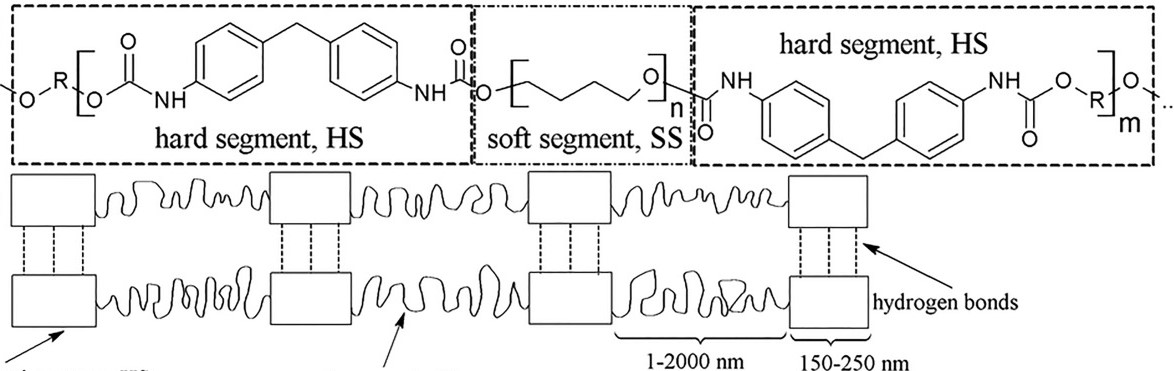 hard segment, HS
O R O O NH NH O O O n O NH NH O O R O m
hard segment, HS
soft segment, SS
hydrogen bonds
1-2000 nm
150-250 nm